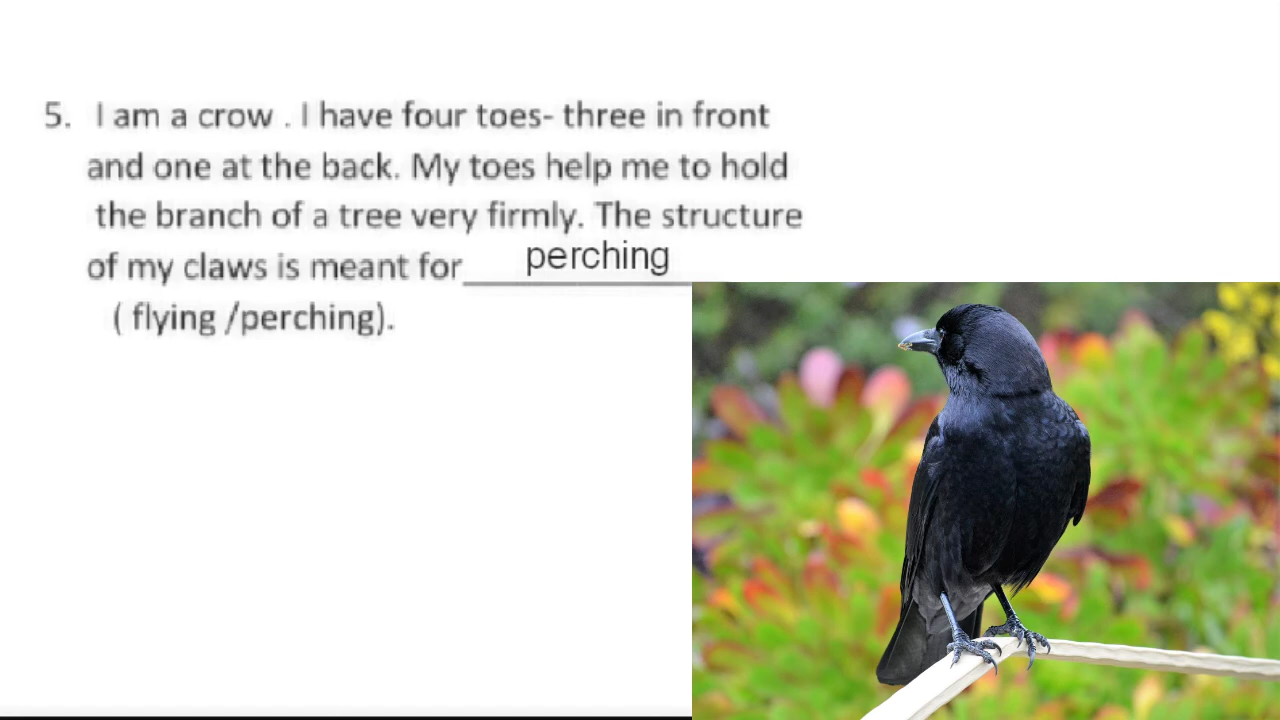 5. I am a crow . I have four toes- three in front
and one at the back. My toes help me to hold
the branch of a tree very firmly. The structure
of my claws is meant for perching
( flying /perching).